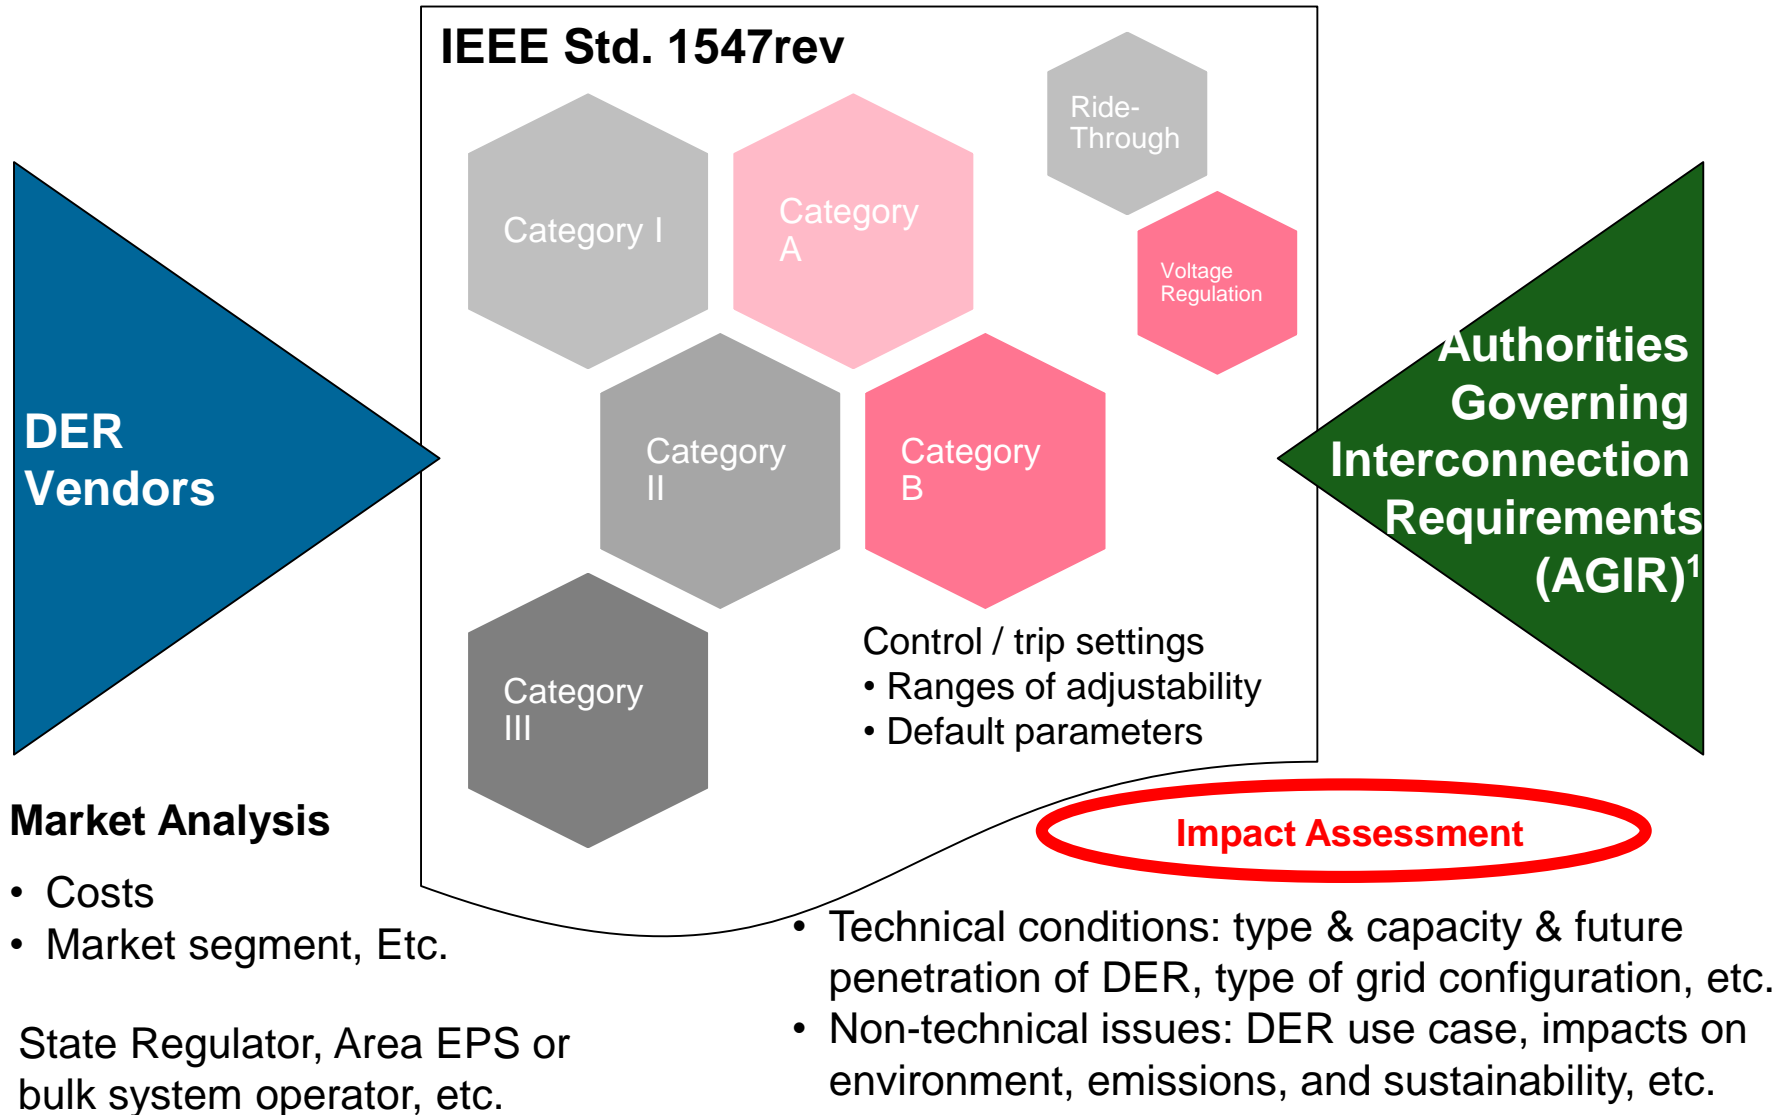 IEEE Std. 1547rev
Ride-
Through
Category I
Category
A
Voltage
Regulation
DER
Vendors
Category
II
Category
B
Authorities
Governing
Interconnection
Requirements
(AGIR)1
Category
III
Control / trip settings
• Ranges of adjustability
• Default parameters
Market Analysis
• Costs
• Market segment, Etc.
State Regulator, Area EPS or
bulk system operator, etc.
Impact Assessment
• Technical conditions: type & capacity & future
penetration of DER, type of grid configuration, etc.
• Non-technical issues: DER use case, impacts on
environment, emissions, and sustainability, etc.